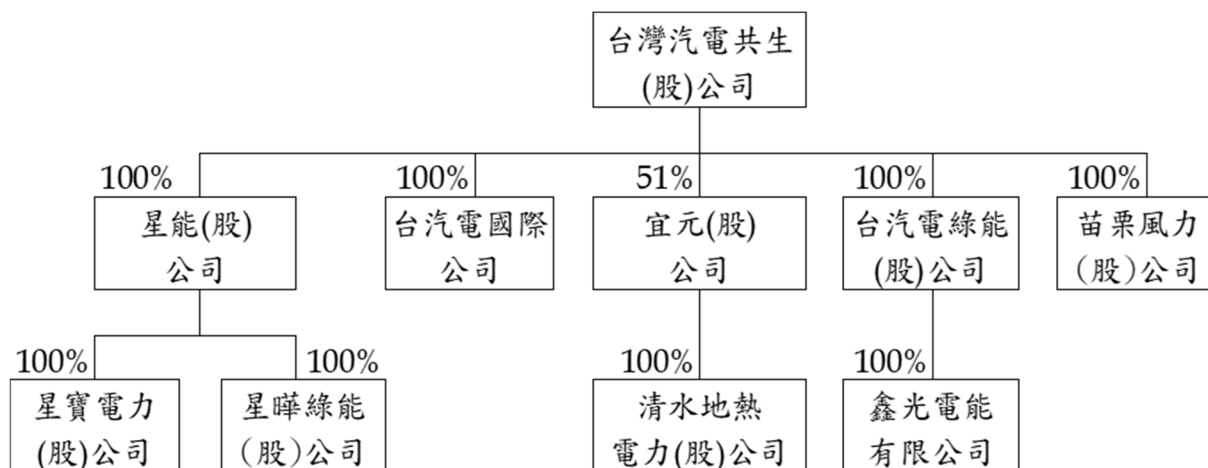 台灣汽電共生
(股)公司
100%
100%
51%
100%
100%
星能(股)
公司
台汽電國際
公司
宜元(股)
公司
台汽電綠能
(股)公司
苗栗風力
（股）公司
100%
100%
100%
100%
星寶電力
(股)公司
星曄綠能
（股）公司
清水地熱
電力(股)公司
鑫光電能
有限公司